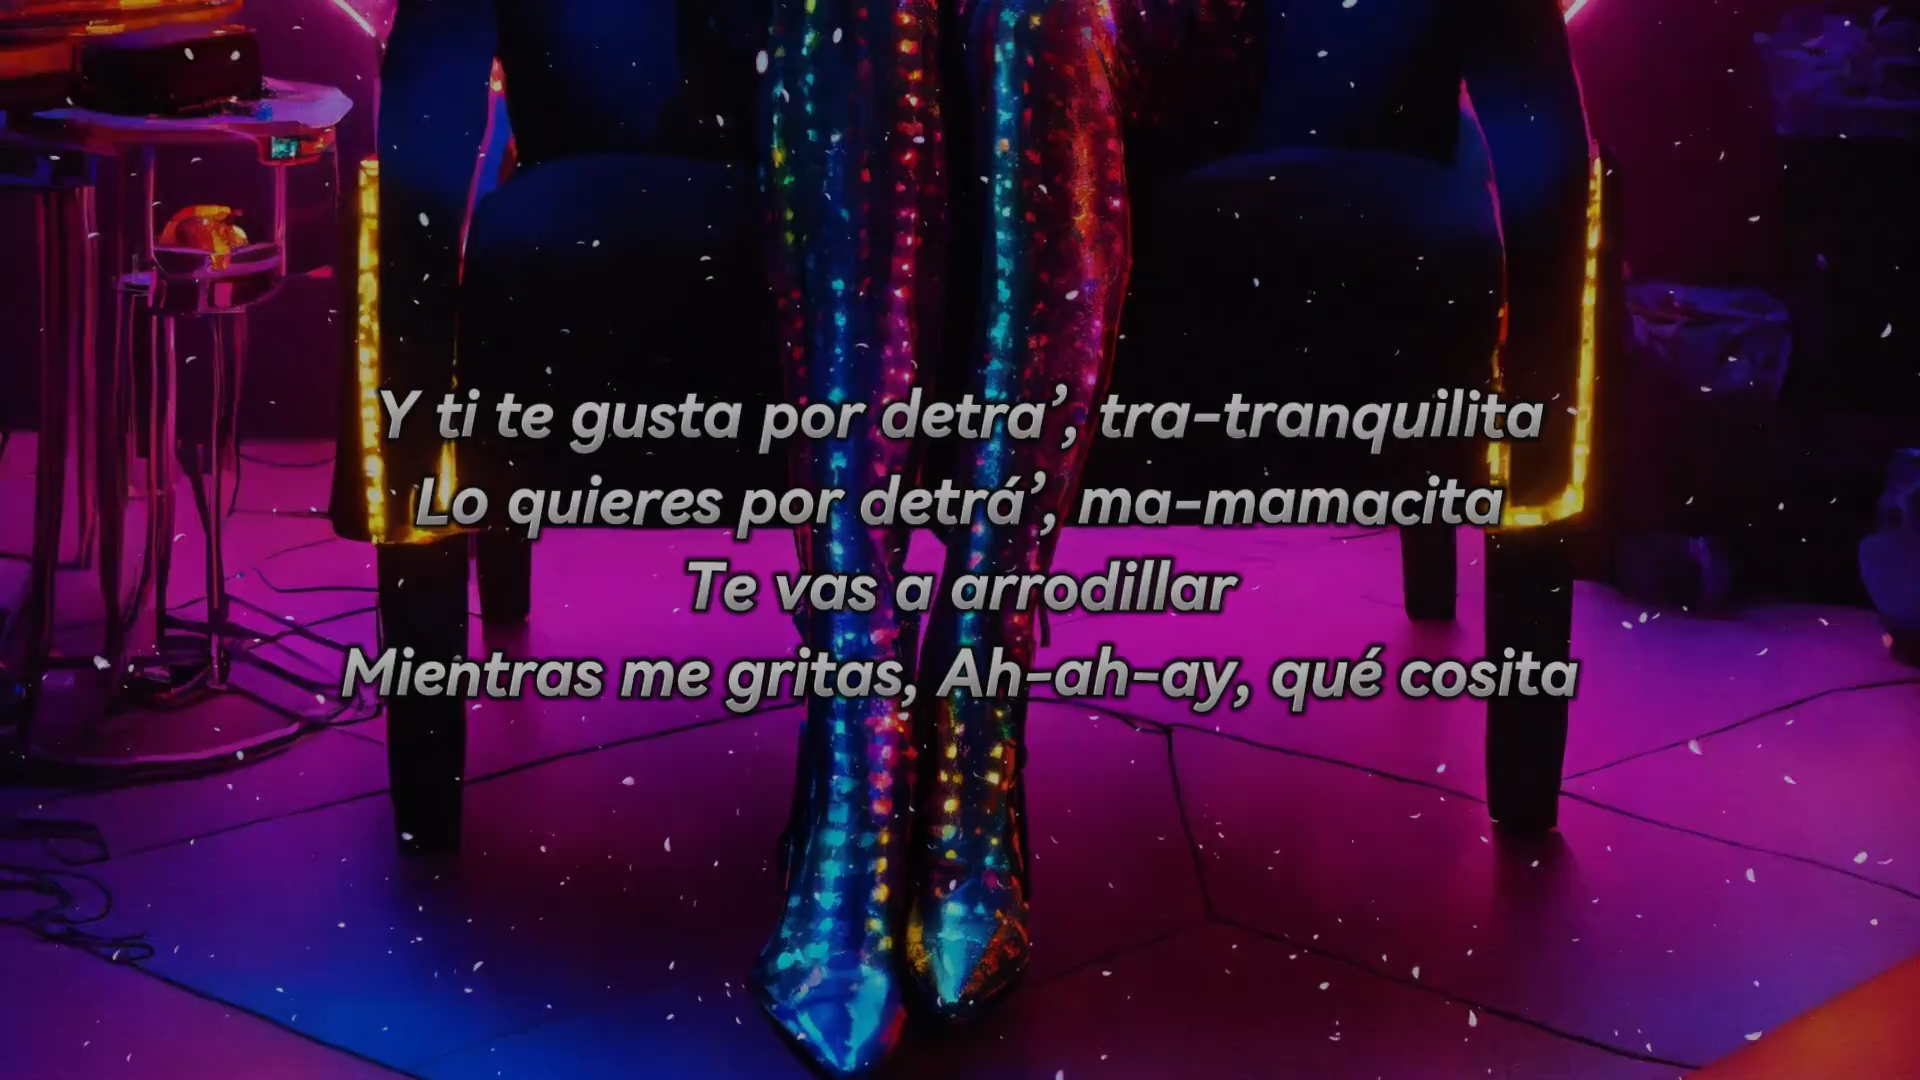 Y ti te gusta por detra’, tra-tranquilita
Lo quieres por detrá’, ma-mamacita
Te vas a arrodillar
Mientras me gritas, Ah-ah-ay, qué cosita